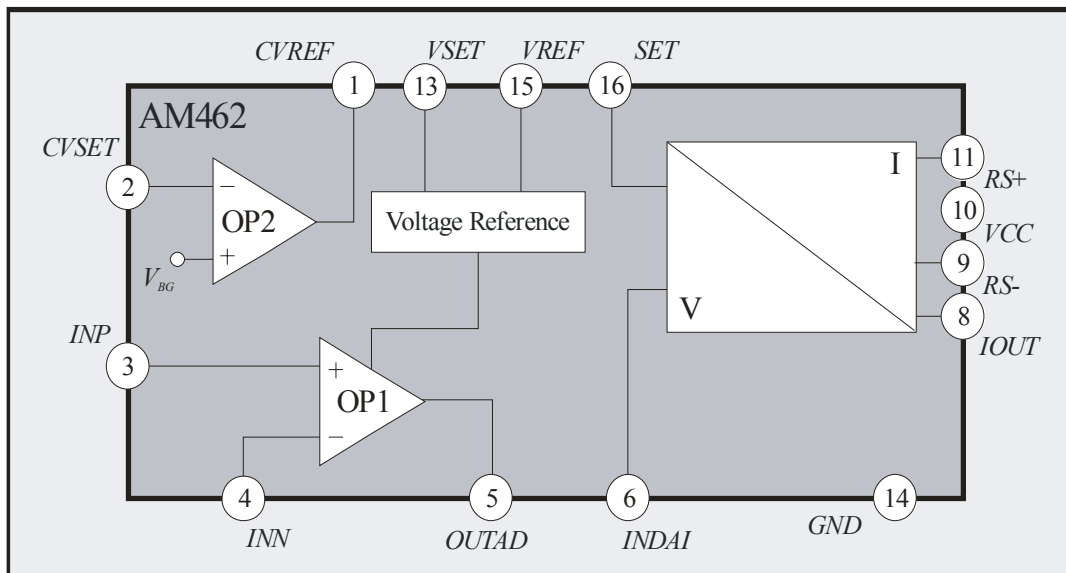 CVREF VSET VREF SET
1 13 15 16
AM462
CVSET
2
−
OP2
+
V_BG
Voltage Reference
I
V
11
RS+
10
VCC
9
RS-
8
IOUT
INP
3
+
OP1
−
4 5 6 14
INN OUTAD INDAI GND